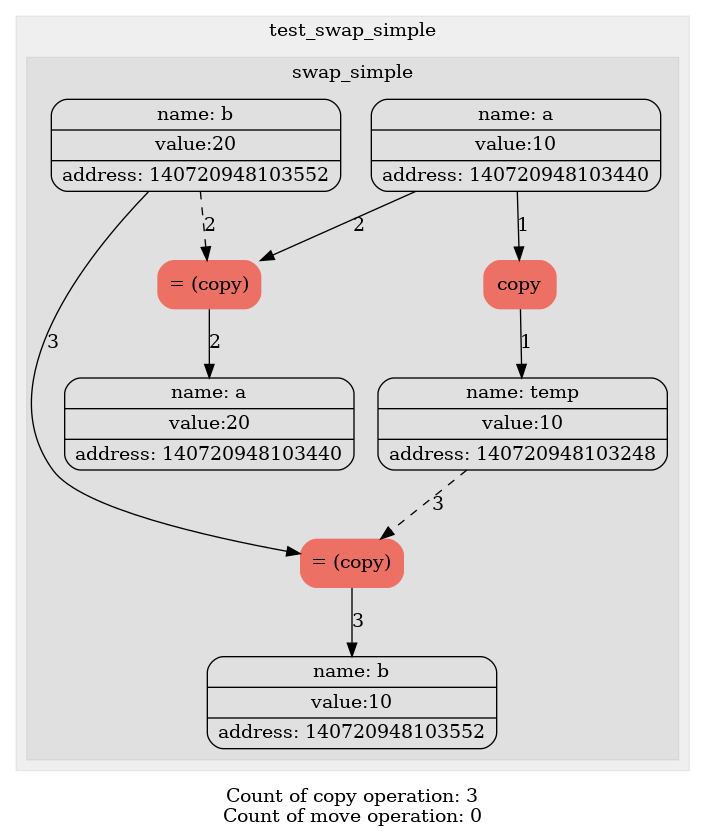 test_swap_simple
swap_simple
name: b
value:20
address: 140720948103552
name: a
value:10
address: 140720948103440
2
2
1
= (copy)
copy
3
2
1
name: a
value:20
address: 140720948103440
name: temp
value:10
address: 140720948103248
3
= (copy)
3
name: b
value:10
address: 140720948103552
Count of copy operation: 3
Count of move operation: 0